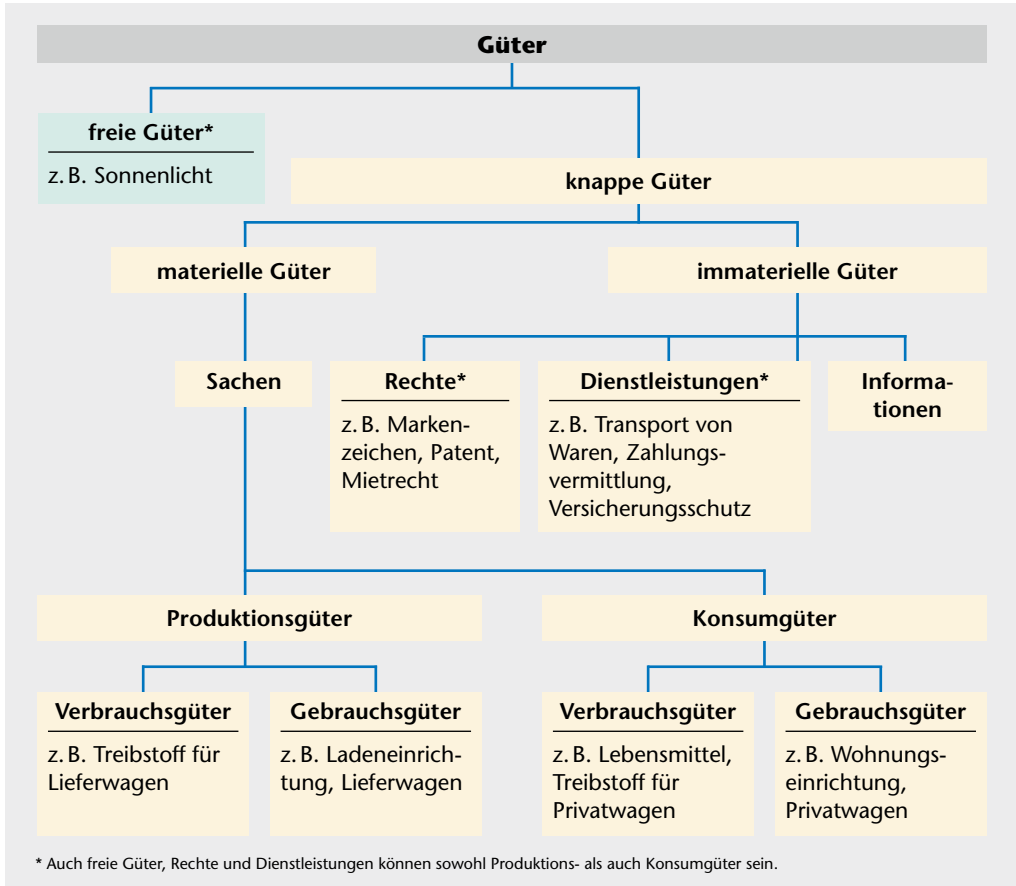 Güter
freie Güter*
z. B. Sonnenlicht
knappe Güter
materielle Güter
immaterielle Güter
Sachen
Rechte*
z. B. Marken-
zeichen, Patent,
Mietrecht
Dienstleistungen*
z. B. Transport von
Waren, Zahlungs-
vermittlung,
Versicherungsschutz
Informa-
tionen
Produktionsgüter
Konsumgüter
Verbrauchsgüter
z. B. Treibstoff für
Lieferwagen
Gebrauchsgüter
z. B. Ladeneinrich-
tung, Lieferwagen
Verbrauchsgüter
z. B. Lebensmittel,
Treibstoff für
Privatwagen
Gebrauchsgüter
z. B. Wohnungs-
einrichtung,
Privatwagen
* Auch freie Güter, Rechte und Dienstleistungen können sowohl Produktions- als auch Konsumgüter sein.